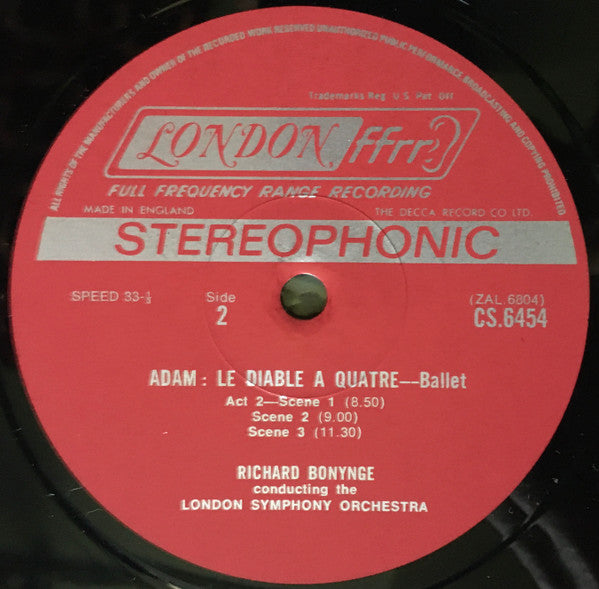 ALL RIGHTS OF THE MANUFACTURERS AND OWNER OF THE RECORDED WORK RESERVED UNAUTHORIZED PUBLIC PERFORMANCE BROADCASTING AND COPYING PROHIBITED
Trademarks Reg. U.S. Pat. Off.
LONDON ffrr
FULL FREQUENCY RANGE RECORDING
MADE IN ENGLAND THE DECCA RECORD CO LTD.
STEREOPHONIC
SPEED 33-⅓ Side (ZAL 6804)
2 CS.6454
ADAM: LE DIABLE A QUATRE—Ballet
Act 2—Scene 1 (8.50)
Scene 2 (9.00)
Scene 3 (11.30)
RICHARD BONYNGE
conducting the
LONDON SYMPHONY ORCHESTRA